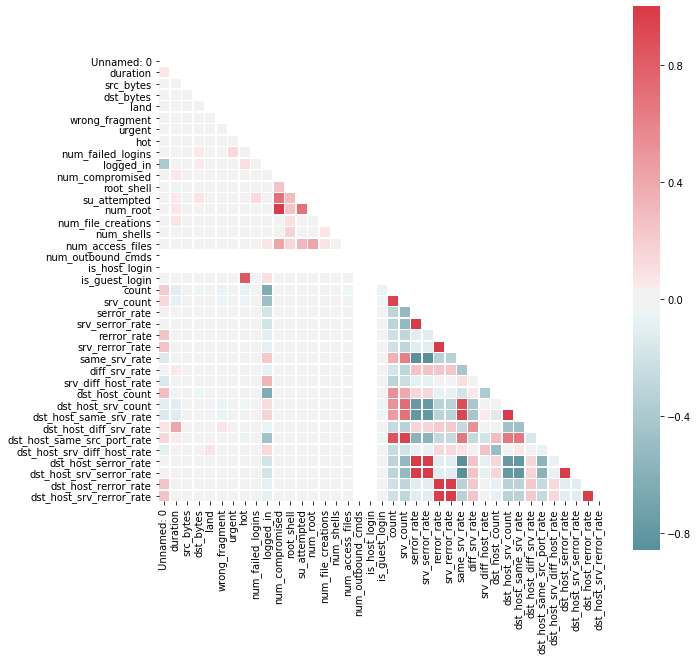 Unnamed: 0
duration
src_bytes
dst_bytes
land
wrong_fragment
urgent
hot
num_failed_logins
logged_in
num_compromised
root_shell
su_attempted
num_root
num_file_creations
num_shells
num_access_files
num_outbound_cmds
is_host_login
is_guest_login
count
srv_count
serror_rate
srv_serror_rate
rerror_rate
srv_rerror_rate
same_srv_rate
diff_srv_rate
srv_diff_host_rate
dst_host_count
dst_host_srv_count
dst_host_same_srv_rate
dst_host_diff_srv_rate
dst_host_same_src_port_rate
dst_host_srv_diff_host_rate
dst_host_serror_rate
dst_host_srv_serror_rate
dst_host_rerror_rate
dst_host_srv_rerror_rate
Unnamed: 0
duration
src_bytes
dst_bytes
land
wrong_fragment
urgent
hot
num_failed_logins
logged_in
num_compromised
root_shell
su_attempted
num_root
num_file_creations
num_shells
num_access_files
num_outbound_cmds
is_host_login
is_guest_login
count
srv_count
serror_rate
srv_serror_rate
rerror_rate
srv_rerror_rate
same_srv_rate
diff_srv_rate
srv_diff_host_rate
dst_host_count
dst_host_srv_count
dst_host_same_srv_rate
dst_host_diff_srv_rate
dst_host_same_src_port_rate
dst_host_srv_diff_host_rate
dst_host_serror_rate
dst_host_srv_serror_rate
dst_host_rerror_rate
dst_host_srv_rerror_rate
0.8
0.4
0.0
−0.4
−0.8